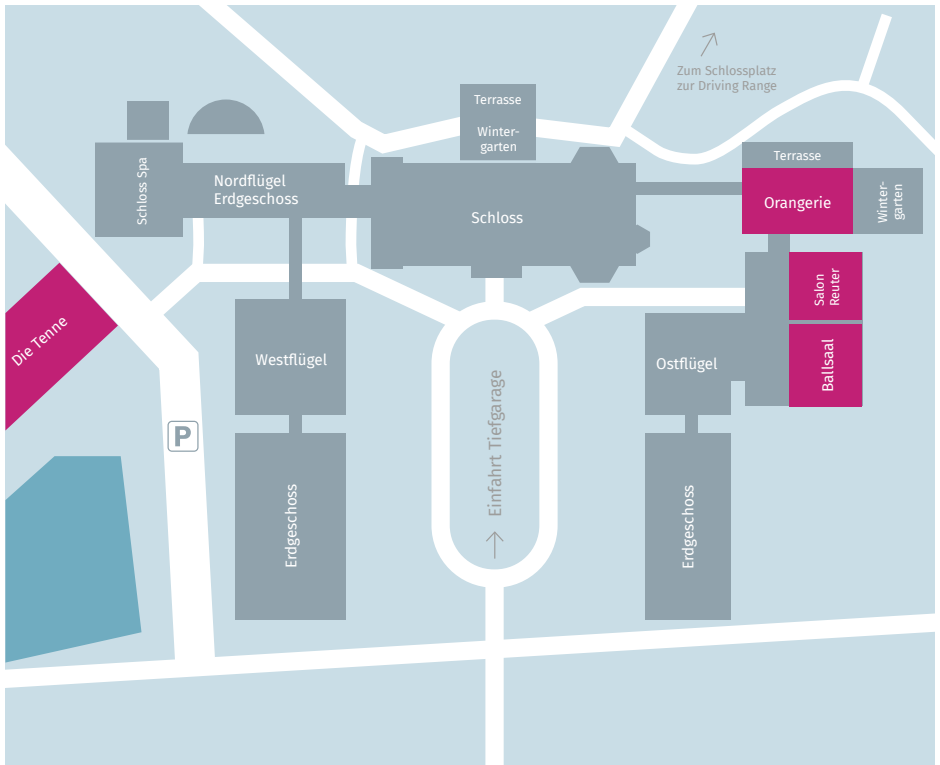 Zum Schlossplatz
zur Driving Range
Terrasse
Winter-
garten
Terrasse
Schloss Spa
Nordflügel
Erdgeschoss
Schloss
Orangerie
Winter-
garten
Salon
Reuter
Die Tenne
Westflügel
Ostflügel
Ballsaal
P
Einfahrt Tiefgarage
Erdgeschoss
Erdgeschoss